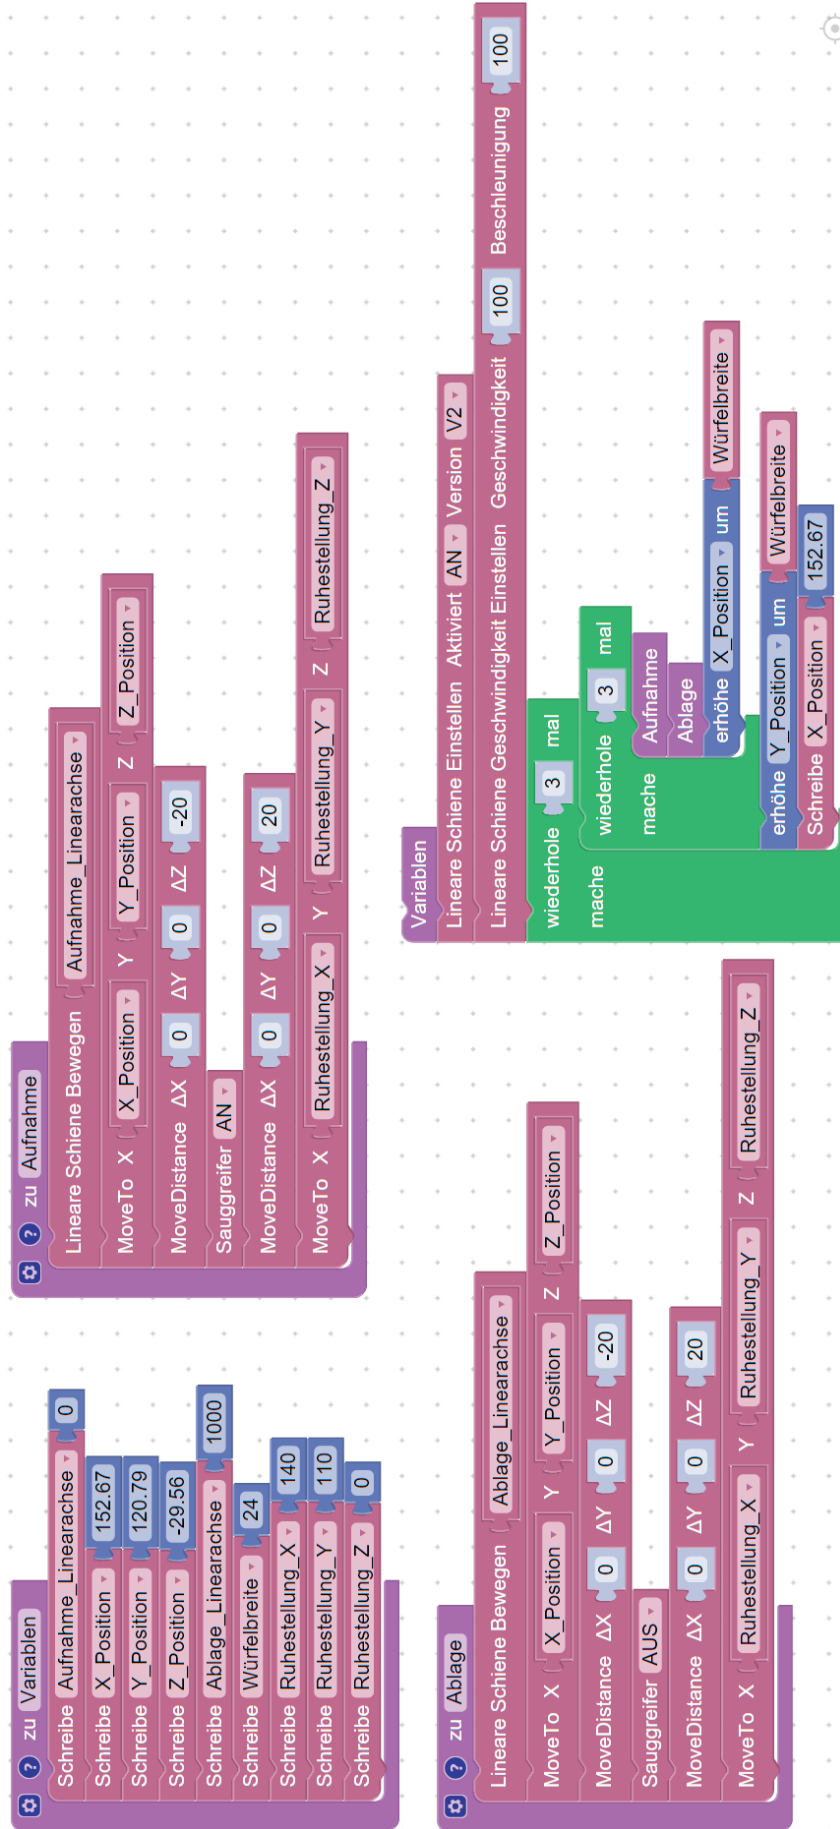 ? zu Variablen
Schreibe Aufnahme_Linearachse 0
Schreibe X_Position 152.67
Schreibe Y_Position 120.79
Schreibe Z_Position -29.56
Schreibe Ablage_Linearachse 1000
Schreibe Würfelbreite 24
Schreibe Ruhestellung_X 140
Schreibe Ruhestellung_Y 110
Schreibe Ruhestellung_Z 0
? zu Aufnahme
Lineare Schiene Bewegen Aufnahme_Linearachse
MoveTo X X_Position Y Y_Position Z Z_Position
MoveDistance ΔX 0 ΔY 0 ΔZ -20
Sauggreifer AN
MoveDistance ΔX 0 ΔY 0 ΔZ 20
MoveTo X Ruhestellung_X Y Ruhestellung_Y Z Ruhestellung_Z
? zu Ablage
Lineare Schiene Bewegen Ablage_Linearachse
MoveTo X X_Position Y Y_Position Z Z_Position
MoveDistance ΔX 0 ΔY 0 ΔZ -20
Sauggreifer AUS
MoveDistance ΔX 0 ΔY 0 ΔZ 20
MoveTo X Ruhestellung_X Y Ruhestellung_Y Z Ruhestellung_Z
Variablen
Lineare Schiene Einstellen Aktiviert AN Version V2
Lineare Schiene Geschwindigkeit Einstellen Geschwindigkeit 100 Beschleunigung 100
wiederhole 3 mal
mache
wiederhole 3 mal
mache
Aufnahme
Ablage
erhöhe X_Position um Würfelbreite
erhöhe Y_Position um Würfelbreite
Schreibe X_Position 152.67